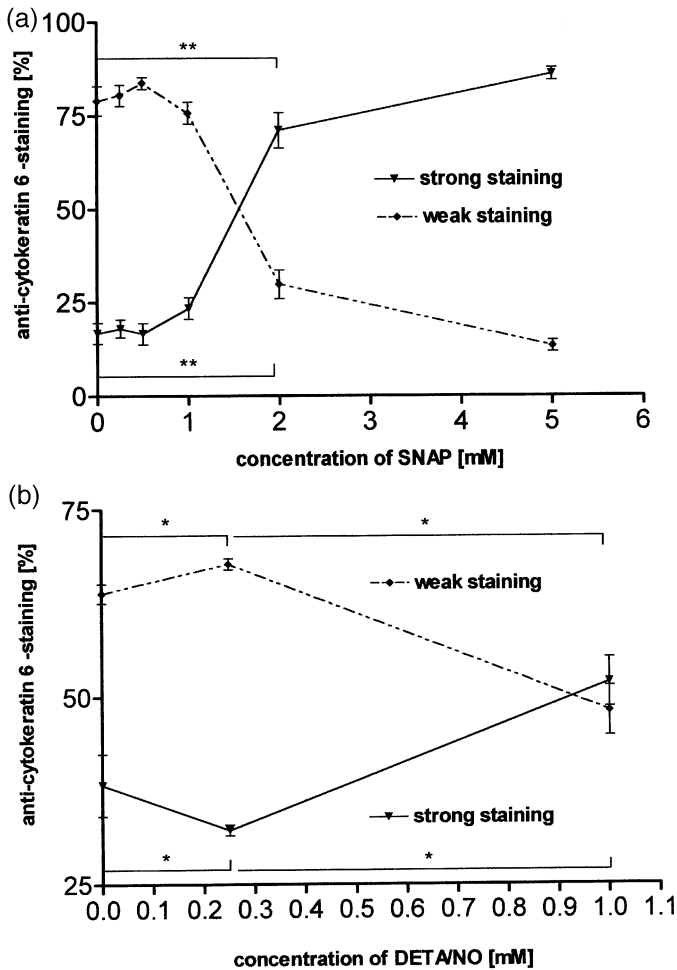 (a)
100
75
50
25
0
anti-cytokeratin 6 -staining [%]
**
strong staining
weak staining
**
0 1 2 3 4 5 6
concentration of SNAP [mM]
(b)
75
50
25
anti-cytokeratin 6 -staining [%]
* *
weak staining
strong staining
* *
0.0 0.1 0.2 0.3 0.4 0.5 0.6 0.7 0.8 0.9 1.0 1.1
concentration of DETA/NO [mM]